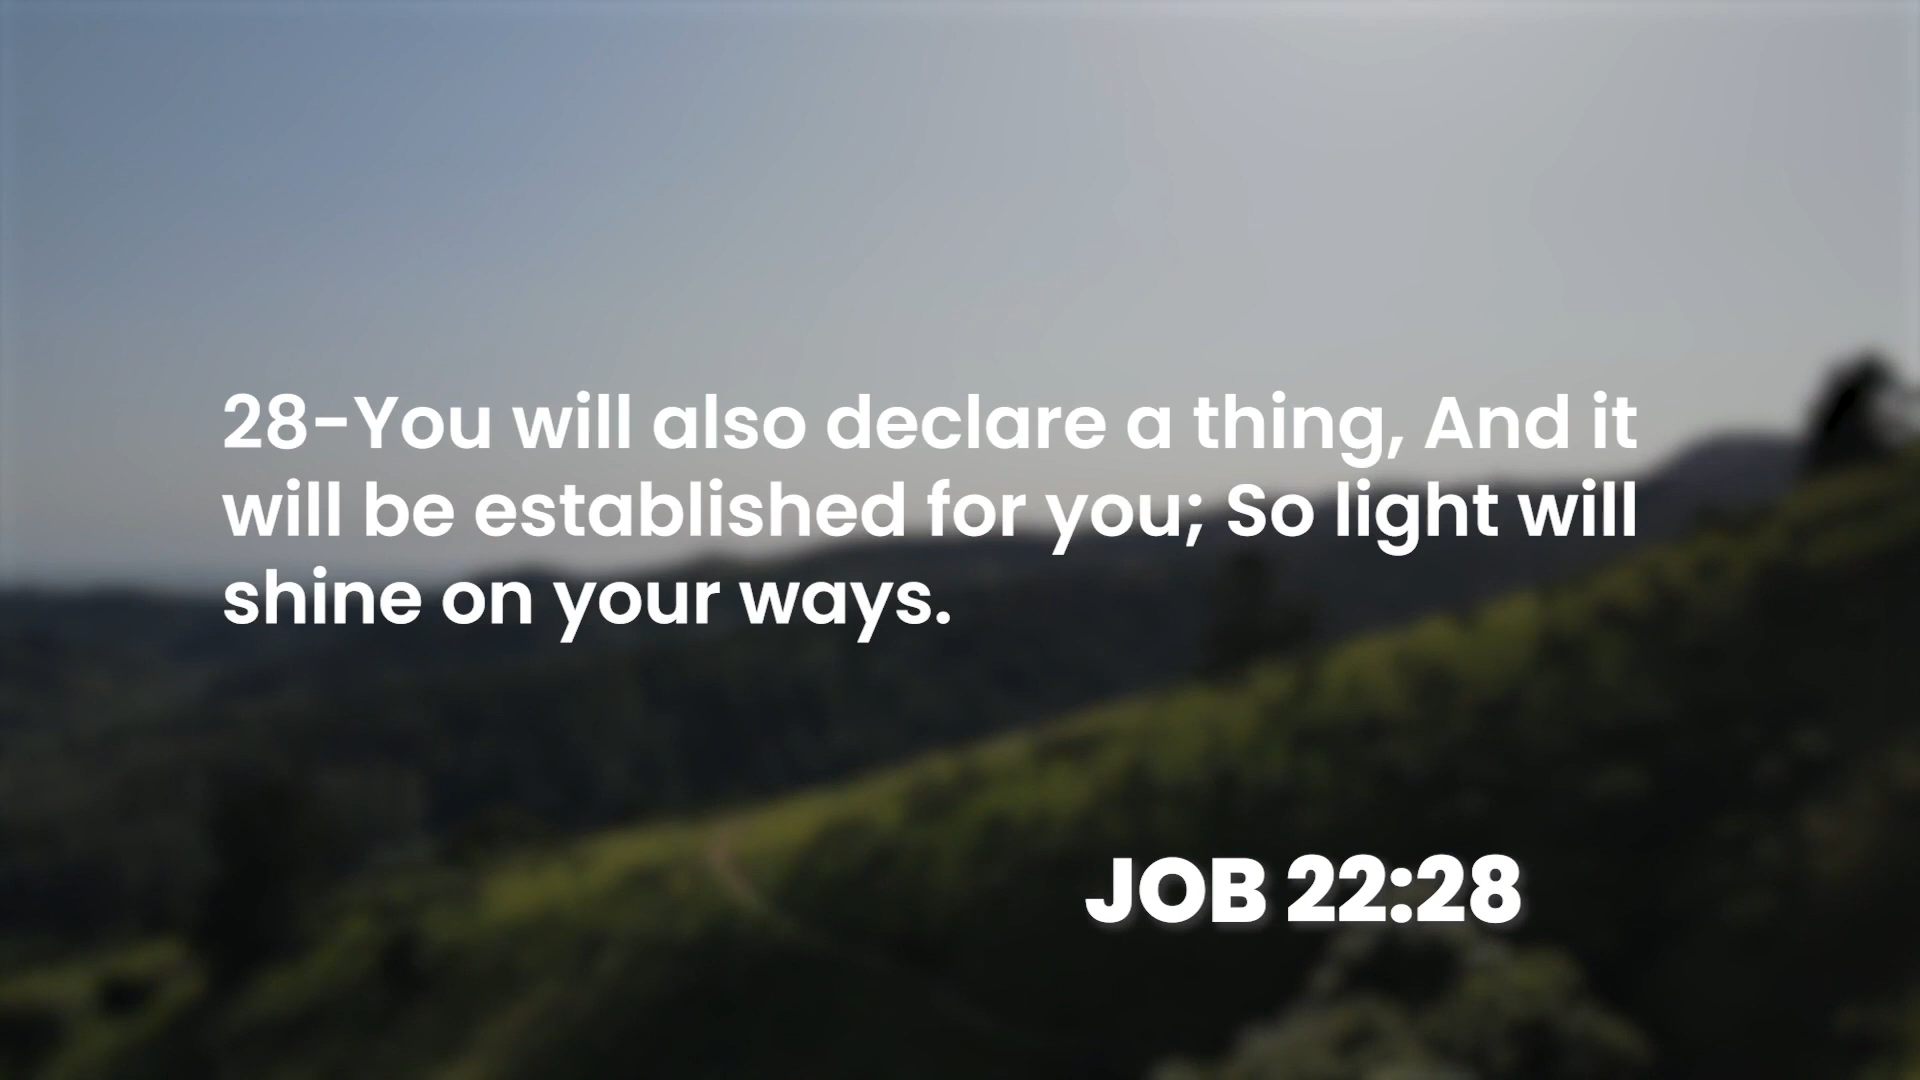 28-You will also declare a thing, And it
will be established for you; So light will
shine on your ways.
JOB 22:28